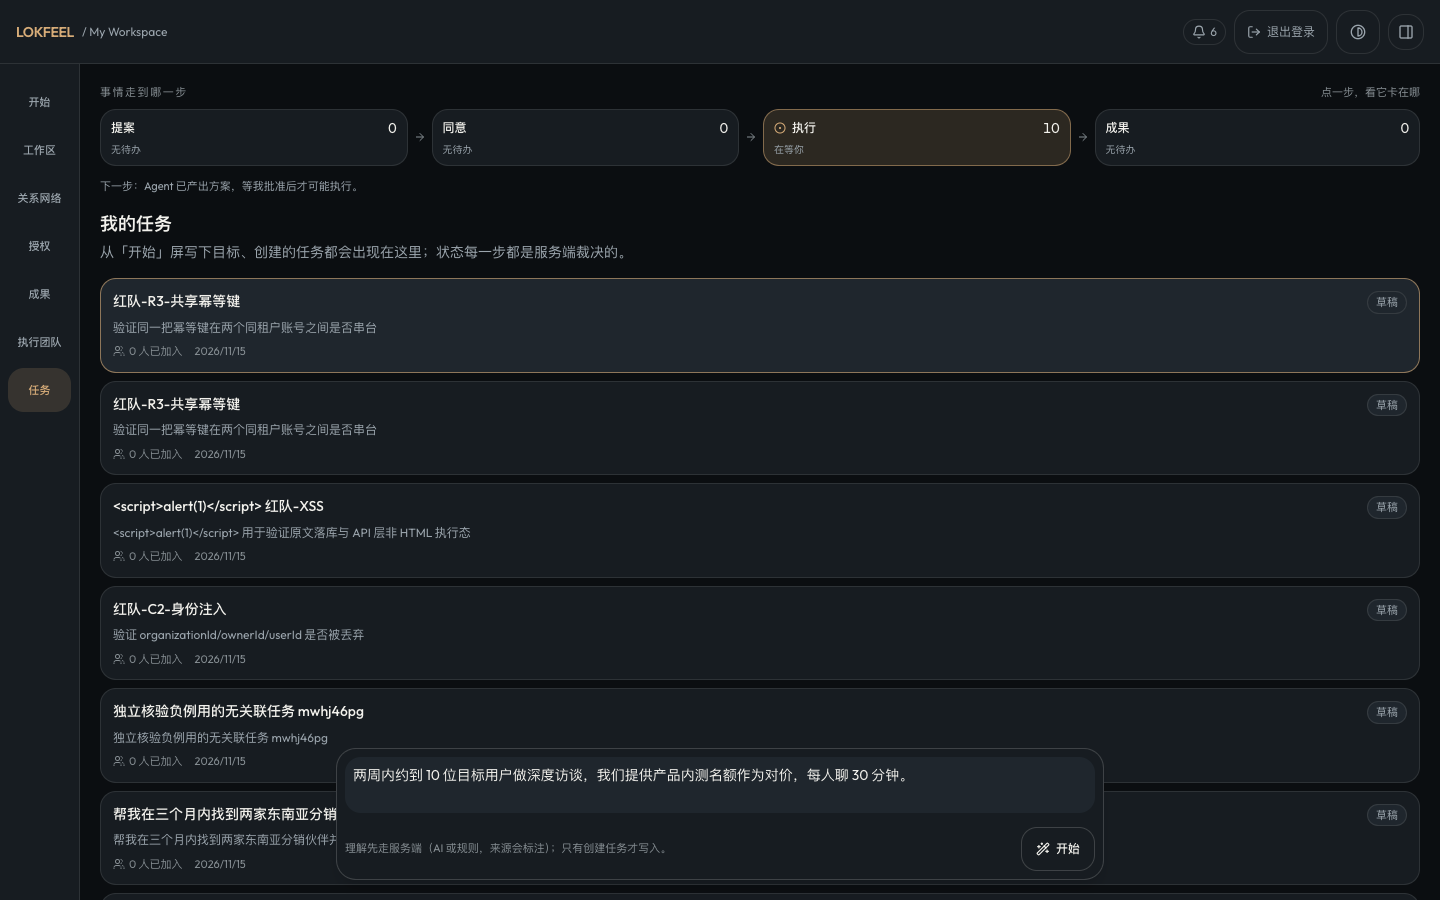 LOKFEEL / My Workspace
6
退出登录
开始
工作区
关系网络
授权
成果
执行团队
任务
事情走到哪一步
点一步，看它卡在哪
提案 0
无待办
同意 0
无待办
执行 10
在等你
成果 0
无待办
下一步：Agent 已产出方案，等我批准后才可能执行。
我的任务
从「开始」屏写下目标、创建的任务都会出现在这里；状态每一步都是服务端裁决的。
红队-R3-共享幂等键
草稿
验证同一把幂等键在两个同租户账号之间是否串台
0 人已加入 2026/11/15
红队-R3-共享幂等键
草稿
验证同一把幂等键在两个同租户账号之间是否串台
0 人已加入 2026/11/15
<script>alert(1)</script> 红队-XSS
草稿
<script>alert(1)</script> 用于验证原文落库与 API 层非 HTML 执行态
0 人已加入 2026/11/15
红队-C2-身份注入
草稿
验证 organizationId/ownerId/userId 是否被丢弃
0 人已加入 2026/11/15
独立核验负例用的无关联任务 mwhj46pg
草稿
独立核验负例用的无关联任务 mwhj46pg
0 人已加入 2026/11/15
帮我在三个月内找到两家东南亚分销
草稿
帮我在三个月内找到两家东南亚分销伙伴并
0 人已加入 2026/11/15
两周内约到 10 位目标用户做深度访谈，我们提供产品内测名额作为对价，每人聊 30 分钟。
理解先走服务端（AI 或规则，来源会标注）；只有创建任务才写入。
开始